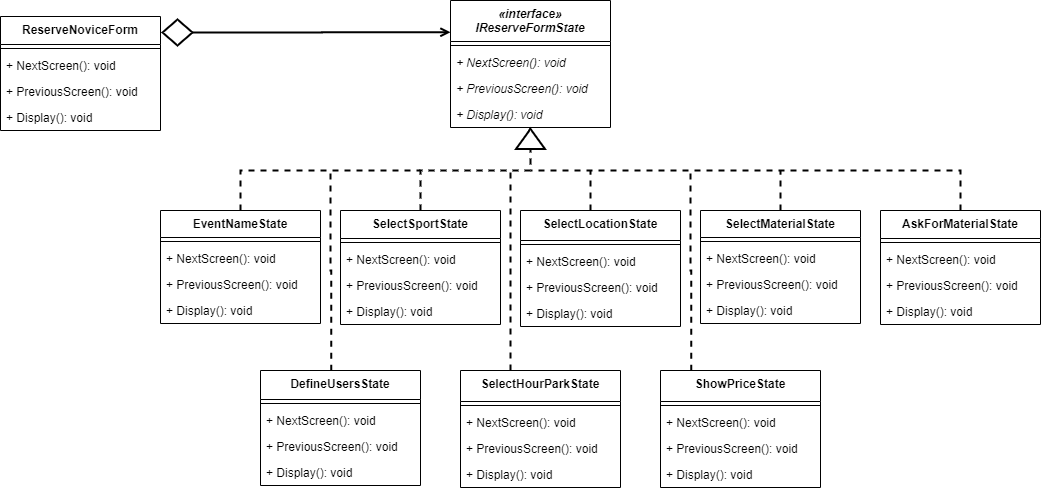 ReserveNoviceForm
+ NextScreen(): void
+ PreviousScreen(): void
+ Display(): void
«interface»
IReserveFormState
+ NextScreen(): void
+ PreviousScreen(): void
+ Display(): void
EventNameState
+ NextScreen(): void
+ PreviousScreen(): void
+ Display(): void
SelectSportState
+ NextScreen(): void
+ PreviousScreen(): void
+ Display(): void
SelectLocationState
+ NextScreen(): void
+ PreviousScreen(): void
+ Display(): void
SelectMaterialState
+ NextScreen(): void
+ PreviousScreen(): void
+ Display(): void
AskForMaterialState
+ NextScreen(): void
+ PreviousScreen(): void
+ Display(): void
DefineUsersState
+ NextScreen(): void
+ PreviousScreen(): void
+ Display(): void
SelectHourParkState
+ NextScreen(): void
+ PreviousScreen(): void
+ Display(): void
ShowPriceState
+ NextScreen(): void
+ PreviousScreen(): void
+ Display(): void